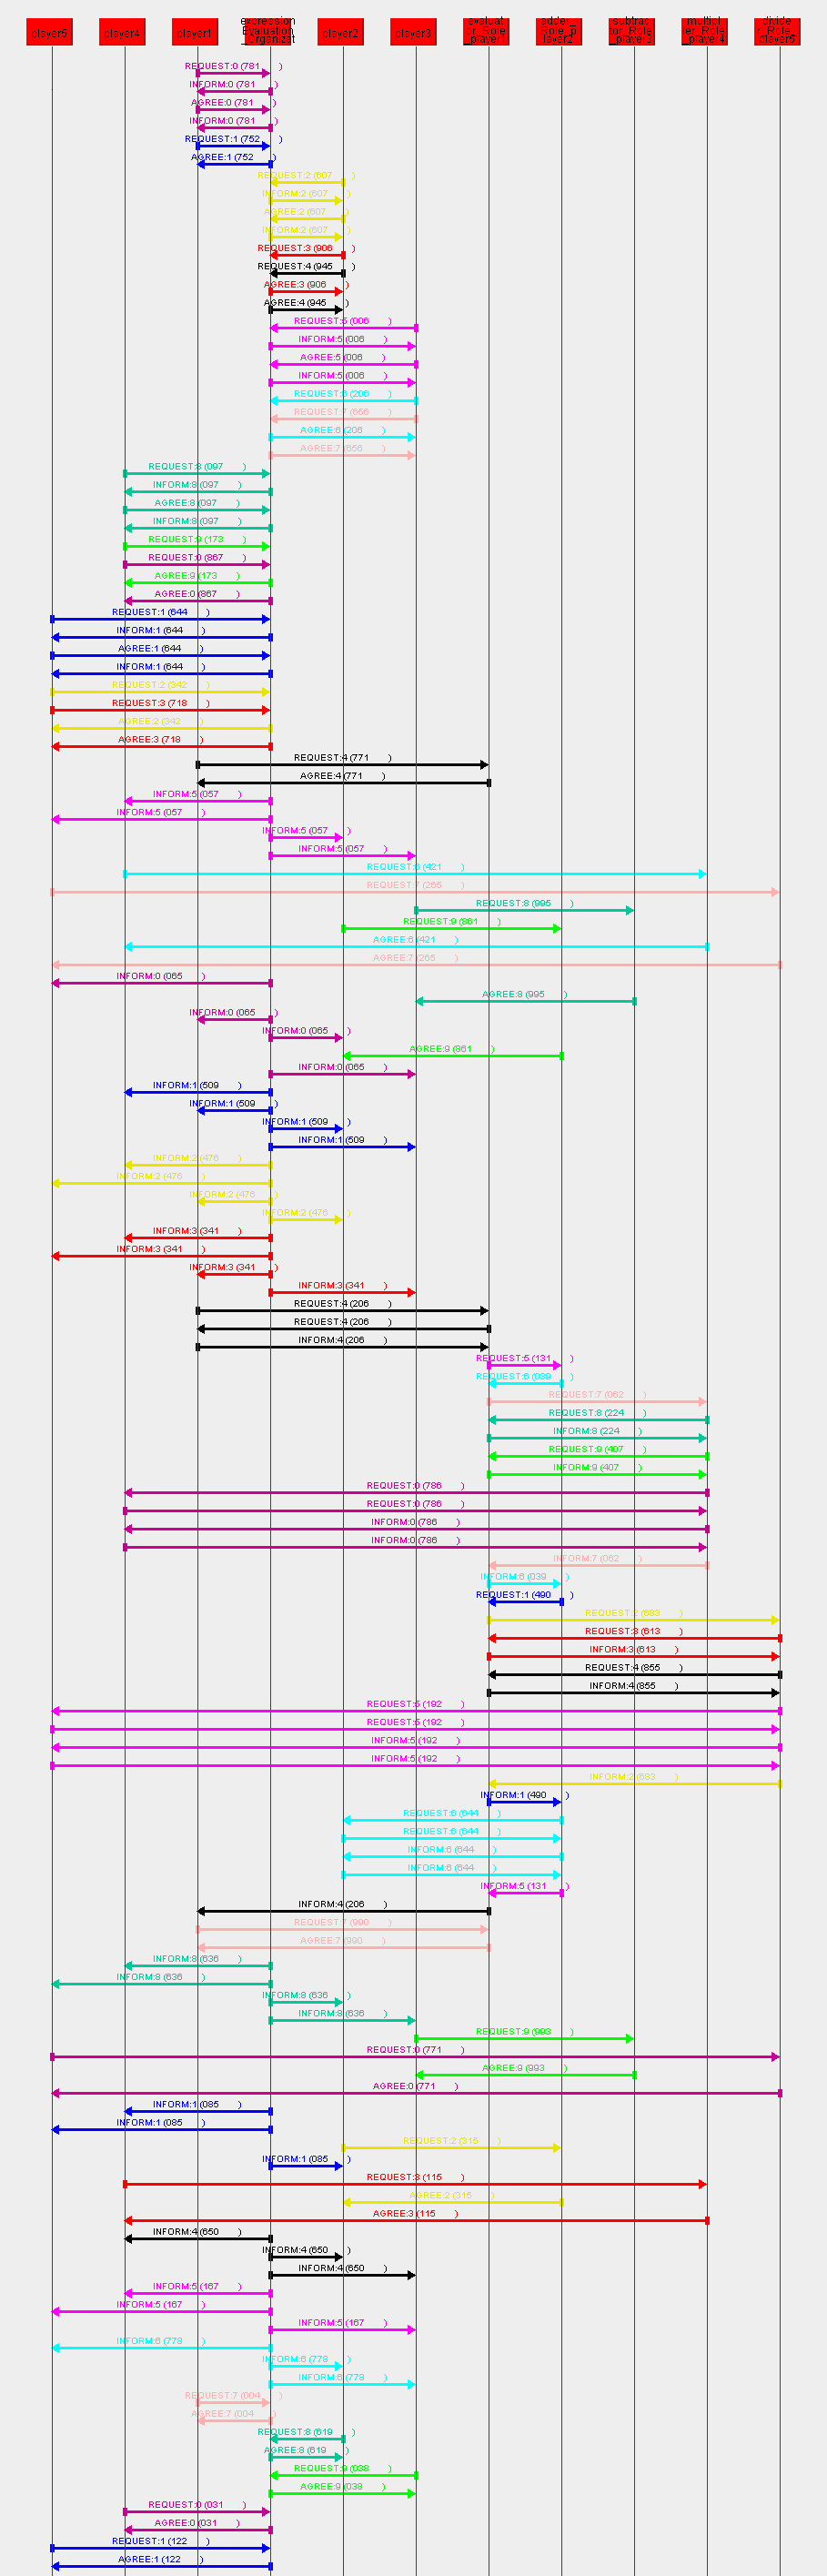 player5
player4
player1
expression
Evaluation
_Organizat
player2
player3
evaluat
or_Role
_player1
adder_
Role_p
layer2
subtrac
tor_Role
_player3
multipl
ier_Role
_player4
divide
r_Role_
player5
REQUEST:0 (781 )
INFORM:0 (781 )
AGREE:0 (781 )
INFORM:0 (781 )
REQUEST:1 (752 )
AGREE:1 (752 )
REQUEST:2 (607 )
INFORM:2 (607 )
AGREE:2 (607 )
INFORM:2 (607 )
REQUEST:3 (906 )
REQUEST:4 (945 )
AGREE:3 (906 )
AGREE:4 (945 )
REQUEST:5 (006 )
INFORM:5 (006 )
AGREE:5 (006 )
INFORM:5 (006 )
REQUEST:6 (206 )
REQUEST:7 (656 )
AGREE:6 (206 )
AGREE:7 (656 )
REQUEST:8 (097 )
INFORM:8 (097 )
AGREE:8 (097 )
INFORM:8 (097 )
REQUEST:9 (173 )
REQUEST:0 (867 )
AGREE:9 (173 )
AGREE:0 (867 )
REQUEST:1 (644 )
INFORM:1 (644 )
AGREE:1 (644 )
INFORM:1 (644 )
REQUEST:2 (342 )
REQUEST:3 (718 )
AGREE:2 (342 )
AGREE:3 (718 )
REQUEST:4 (771 )
AGREE:4 (771 )
INFORM:5 (057 )
INFORM:5 (057 )
INFORM:5 (057 )
INFORM:5 (057 )
REQUEST:6 (421 )
REQUEST:7 (265 )
REQUEST:8 (995 )
REQUEST:9 (861 )
AGREE:6 (421 )
AGREE:7 (265 )
INFORM:0 (065 )
AGREE:8 (995 )
INFORM:0 (065 )
INFORM:0 (065 )
AGREE:9 (861 )
INFORM:0 (065 )
INFORM:1 (509 )
INFORM:1 (509 )
INFORM:1 (509 )
INFORM:1 (509 )
INFORM:2 (476 )
INFORM:2 (476 )
INFORM:2 (476 )
INFORM:2 (476 )
INFORM:3 (341 )
INFORM:3 (341 )
INFORM:3 (341 )
INFORM:3 (341 )
REQUEST:4 (206 )
REQUEST:4 (206 )
INFORM:4 (206 )
REQUEST:5 (131 )
REQUEST:6 (039 )
REQUEST:7 (062 )
REQUEST:8 (224 )
INFORM:8 (224 )
REQUEST:9 (407 )
INFORM:9 (407 )
REQUEST:0 (786 )
REQUEST:0 (786 )
INFORM:0 (786 )
INFORM:0 (786 )
INFORM:7 (062 )
INFORM:6 (039 )
REQUEST:1 (490 )
REQUEST:2 (683 )
REQUEST:3 (613 )
INFORM:3 (613 )
REQUEST:4 (855 )
INFORM:4 (855 )
REQUEST:5 (192 )
REQUEST:5 (192 )
INFORM:5 (192 )
INFORM:5 (192 )
INFORM:2 (683 )
INFORM:1 (490 )
REQUEST:6 (644 )
REQUEST:6 (644 )
INFORM:6 (644 )
INFORM:6 (644 )
INFORM:5 (131 )
INFORM:4 (206 )
REQUEST:7 (990 )
AGREE:7 (990 )
INFORM:8 (636 )
INFORM:8 (636 )
INFORM:8 (636 )
INFORM:8 (636 )
REQUEST:9 (993 )
REQUEST:0 (771 )
AGREE:9 (993 )
AGREE:0 (771 )
INFORM:1 (085 )
INFORM:1 (085 )
REQUEST:2 (315 )
INFORM:1 (085 )
REQUEST:3 (115 )
AGREE:2 (315 )
AGREE:3 (115 )
INFORM:4 (650 )
INFORM:4 (650 )
INFORM:4 (650 )
INFORM:5 (167 )
INFORM:5 (167 )
INFORM:5 (167 )
INFORM:6 (778 )
INFORM:6 (778 )
INFORM:6 (778 )
REQUEST:7 (004 )
AGREE:7 (004 )
REQUEST:8 (619 )
AGREE:8 (619 )
REQUEST:9 (038 )
AGREE:9 (038 )
REQUEST:0 (031 )
AGREE:0 (031 )
REQUEST:1 (122 )
AGREE:1 (122 )